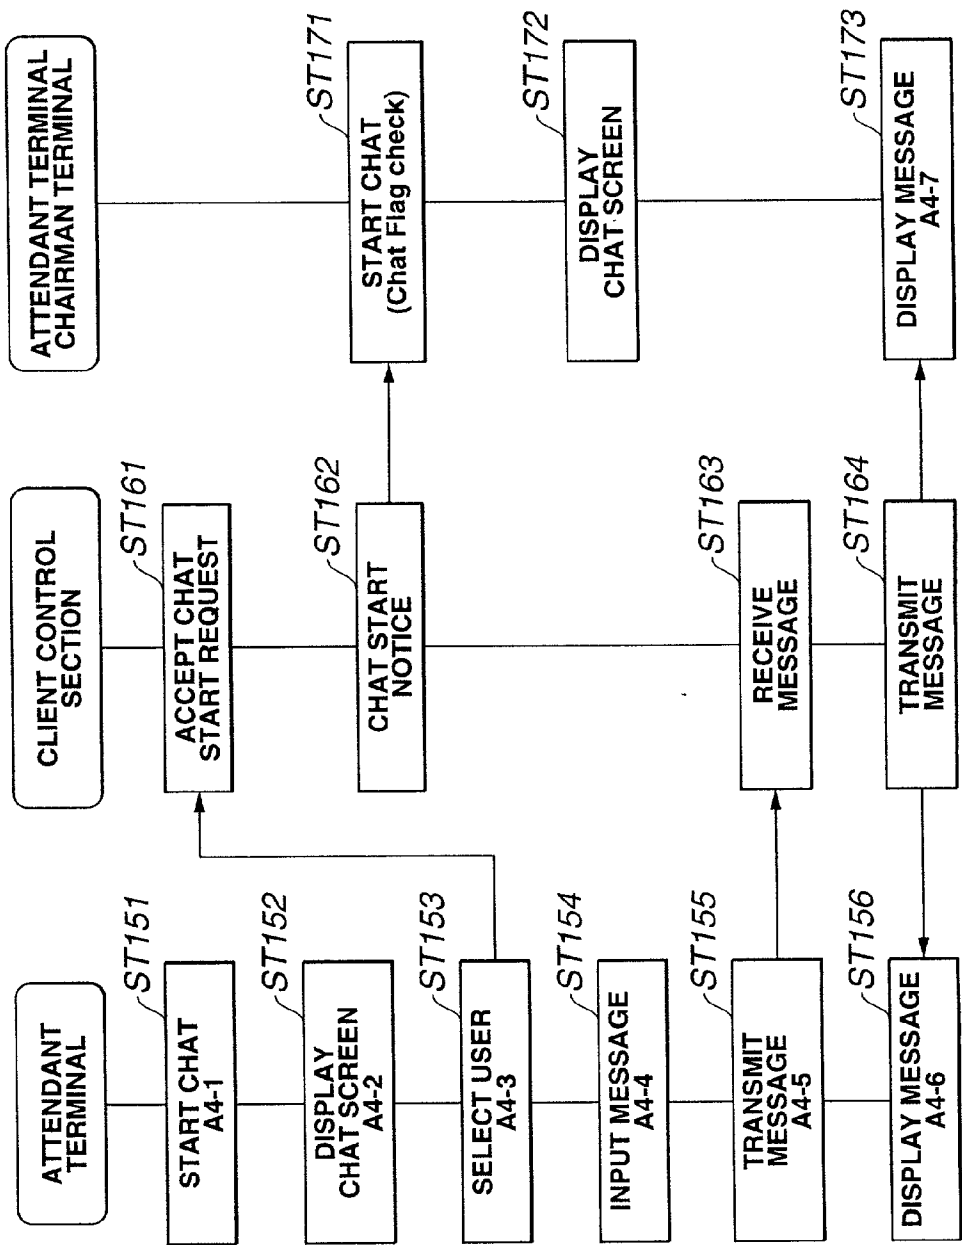 ATTENDANT
TERMINAL
ST151
START CHAT
A4-1
ST152
DISPLAY
CHAT SCREEN
A4-2
ST153
SELECT USER
A4-3
ST154
INPUT MESSAGE
A4-4
ST155
TRANSMIT
MESSAGE
A4-5
ST156
DISPLAY MESSAGE
A4-6
CLIENT CONTROL
SECTION
ST161
ACCEPT CHAT
START REQUEST
ST162
CHAT START
NOTICE
ST163
RECEIVE
MESSAGE
ST164
TRANSMIT
MESSAGE
ATTENDANT TERMINAL
CHAIRMAN TERMINAL
ST171
START CHAT
(Chat Flag check)
ST172
DISPLAY
CHAT SCREEN
ST173
DISPLAY MESSAGE
A4-7